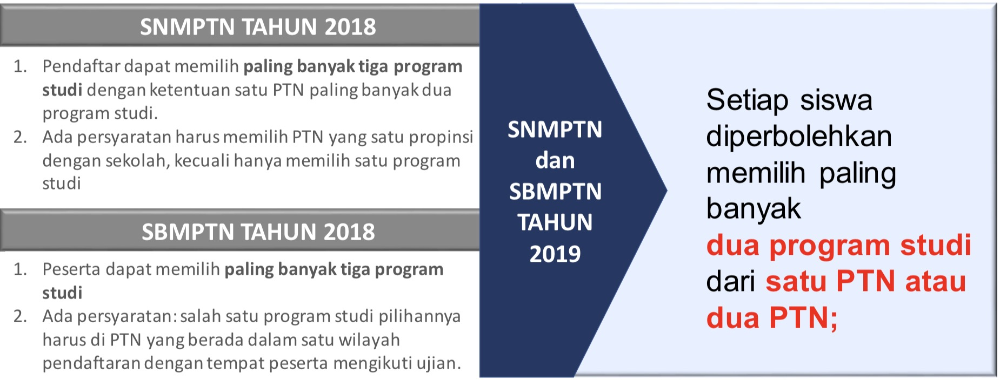 SNMPTN TAHUN 2018
1. Pendaftar dapat memilih paling banyak tiga program
studi dengan ketentuan satu PTN paling banyak dua
program studi.
2. Ada persyaratan harus memilih PTN yang satu propinsi
dengan sekolah, kecuali hanya memilih satu program
studi
SBMPTN TAHUN 2018
1. Peserta dapat memilih paling banyak tiga program
studi
2. Ada persyaratan: salah satu program studi pilihannya
harus di PTN yang berada dalam satu wilayah
pendaftaran dengan tempat peserta mengikuti ujian.
SNMPTN
dan
SBMPTN
TAHUN
2019
Setiap siswa
diperbolehkan
memilih paling
banyak
dua program studi
dari satu PTN atau
dua PTN;